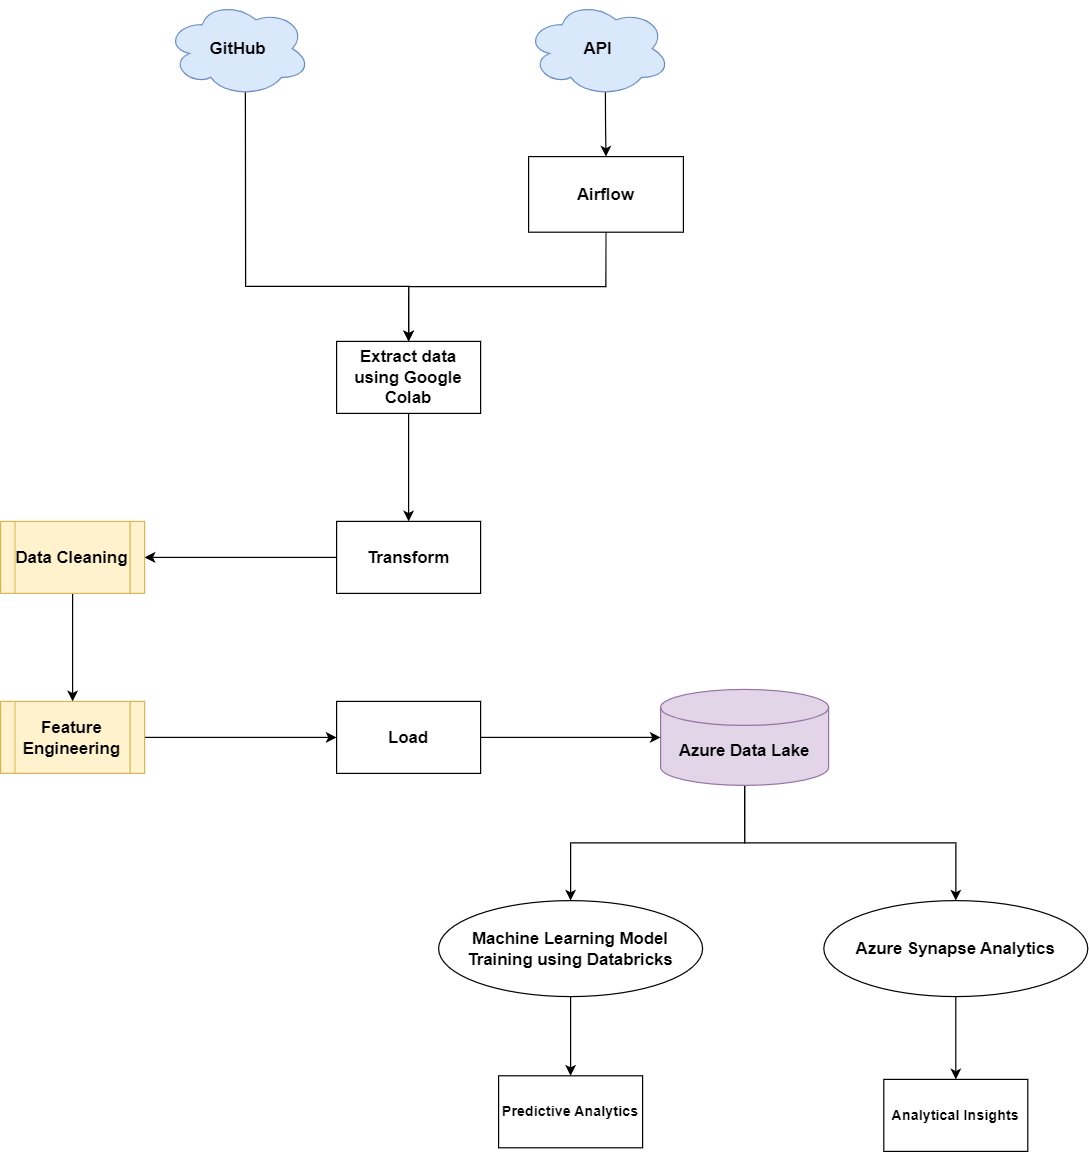 GitHub
API
Airflow
Extract data
using Google
Colab
Data Cleaning
Transform
Feature
Engineering
Load
Azure Data Lake
Machine Learning Model
Training using Databricks
Azure Synapse Analytics
Predictive Analytics
Analytical Insights